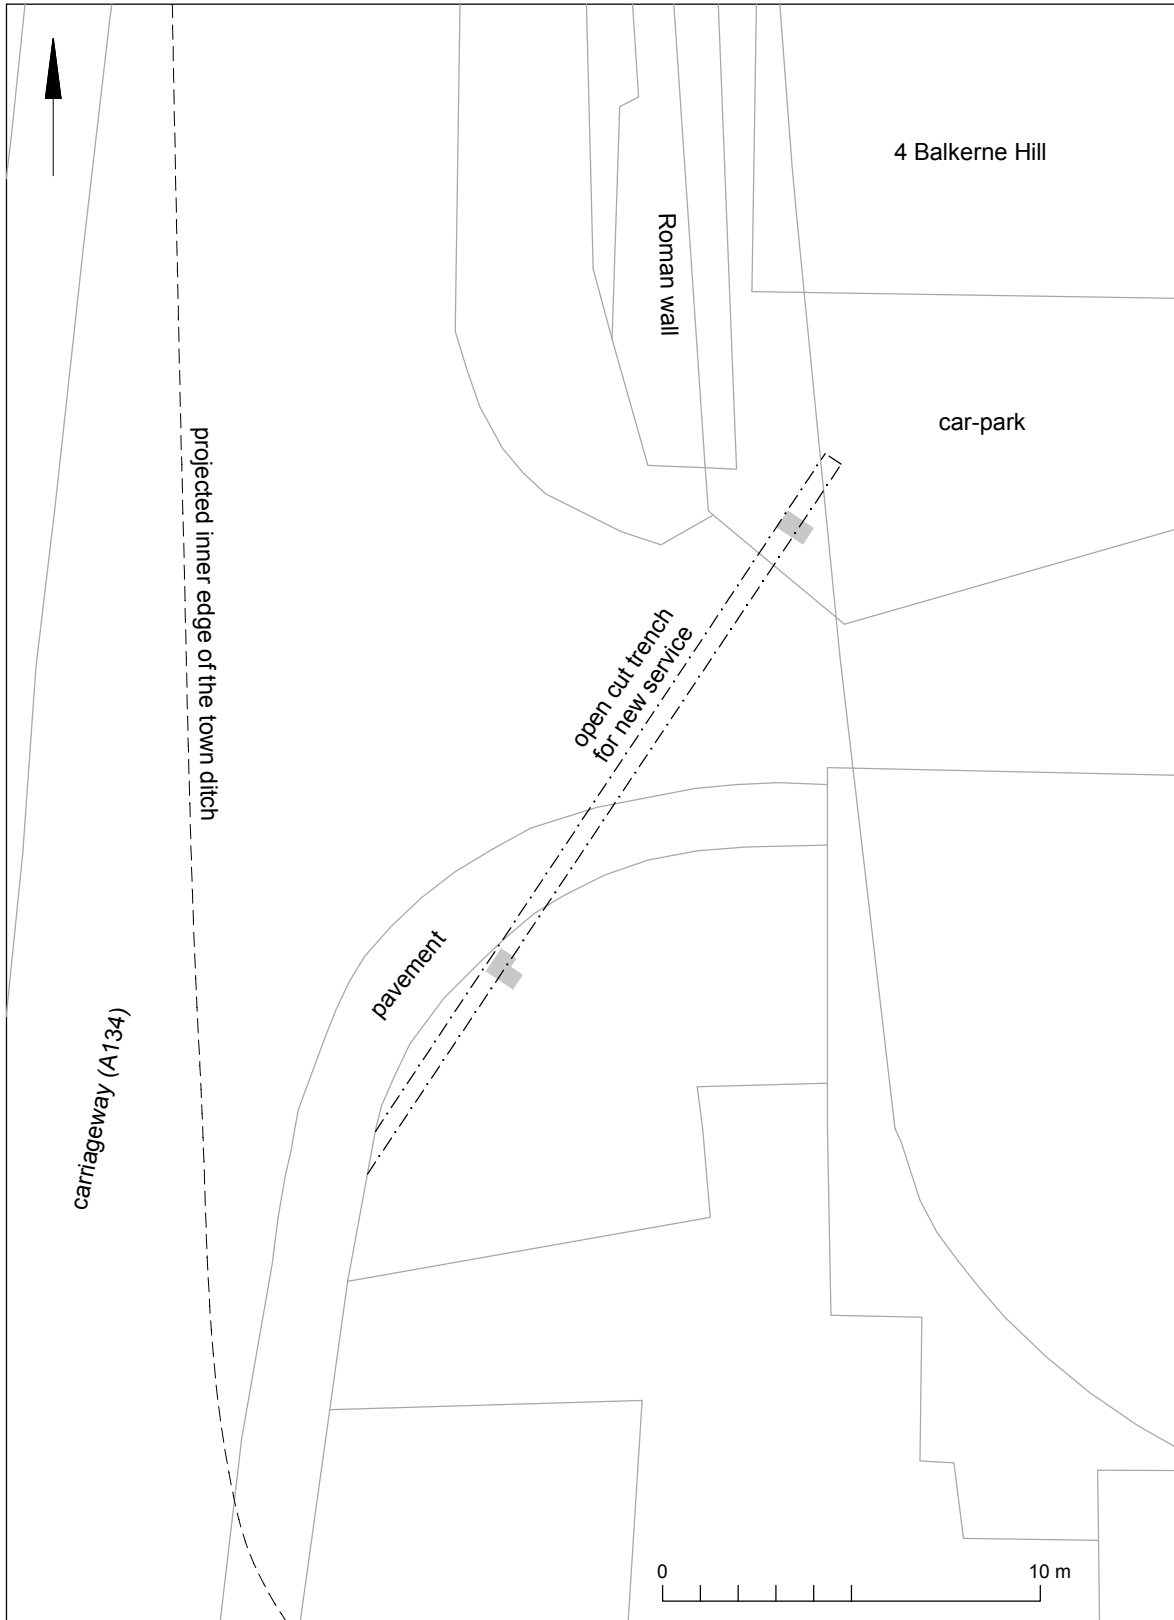 4 Balkerne Hill
Roman wall
car-park
projected inner edge of the town ditch
open cut trench
for new service
pavement
carriageway (A134)
0
10 m